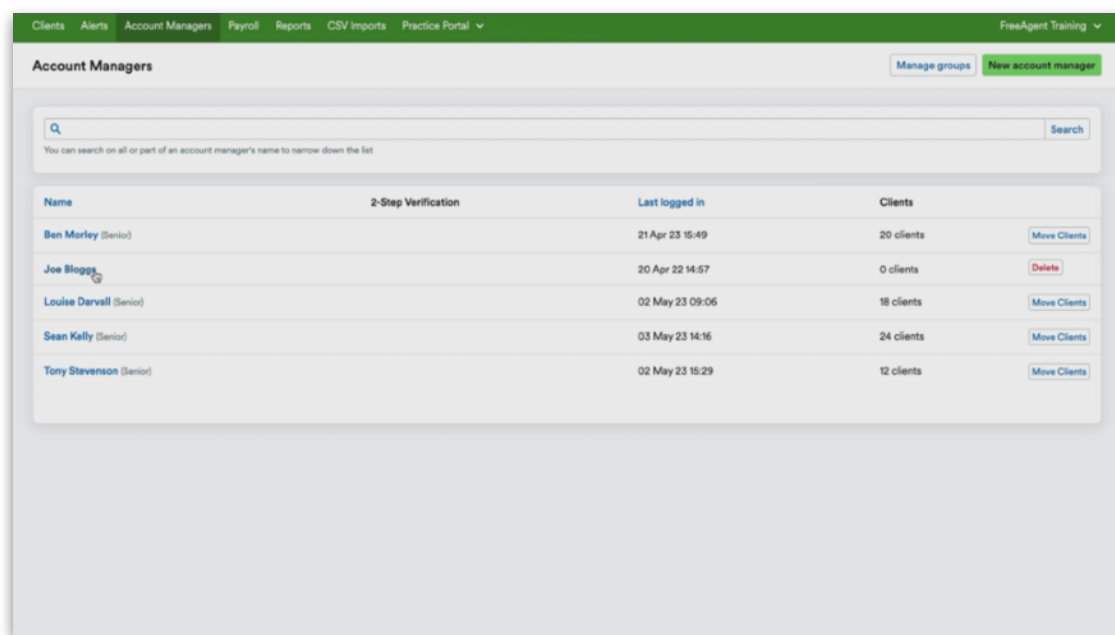 Clients Alerts Account Managers Payroll Reports CSV Imports Practice Portal FreeAgent Training
Account Managers Manage groups New account manager
Search
You can search on all or part of an account manager's name to narrow down the list
Name 2-Step Verification Last logged in Clients
Ben Morley (Senior) 21 Apr 23 15:49 20 clients Move Clients
Joe Bloggs 20 Apr 22 14:57 0 clients Delete
Louise Darvall (Senior) 02 May 23 09:06 18 clients Move Clients
Sean Kelly (Senior) 03 May 23 14:16 24 clients Move Clients
Tony Stevenson (Senior) 02 May 23 15:29 12 clients Move Clients